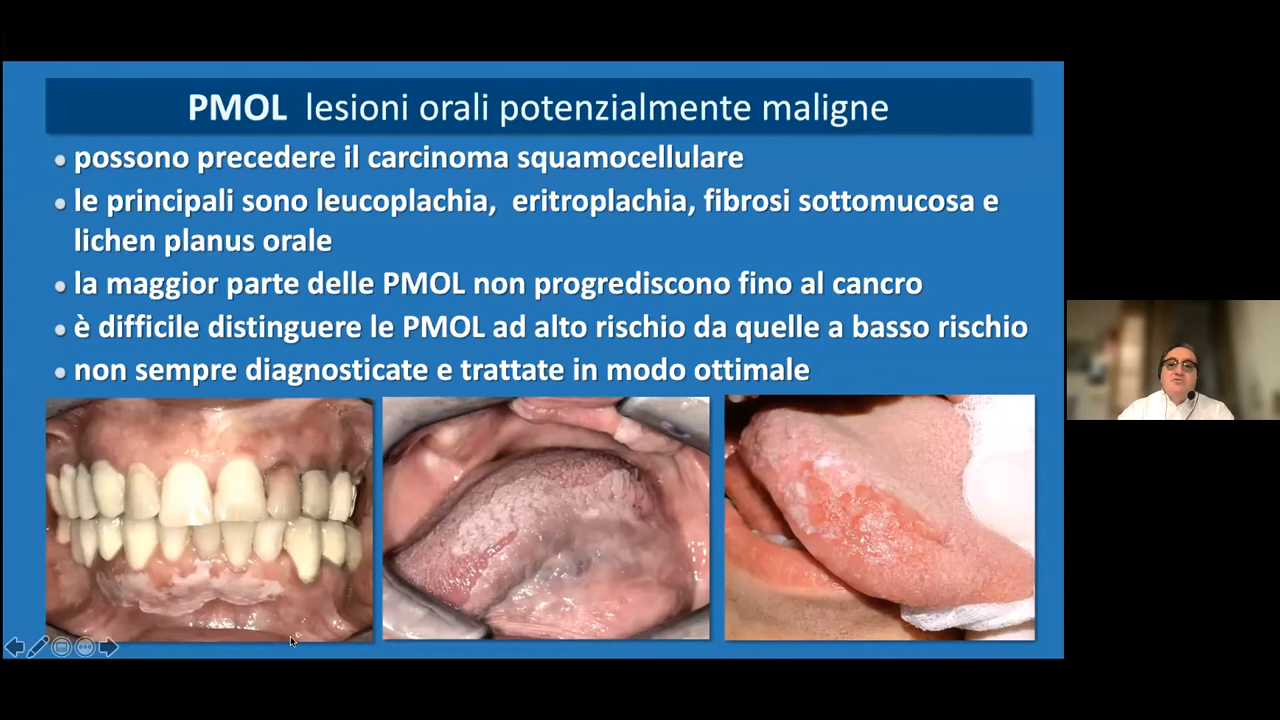 PMOL lesioni orali potenzialmente maligne
• possono precedere il carcinoma squamocellulare
• le principali sono leucoplachia, eritroplachia, fibrosi sottomucosa e
lichen planus orale
• la maggior parte delle PMOL non progrediscono fino al cancro
• è difficile distinguere le PMOL ad alto rischio da quelle a basso rischio
• non sempre diagnosticate e trattate in modo ottimale